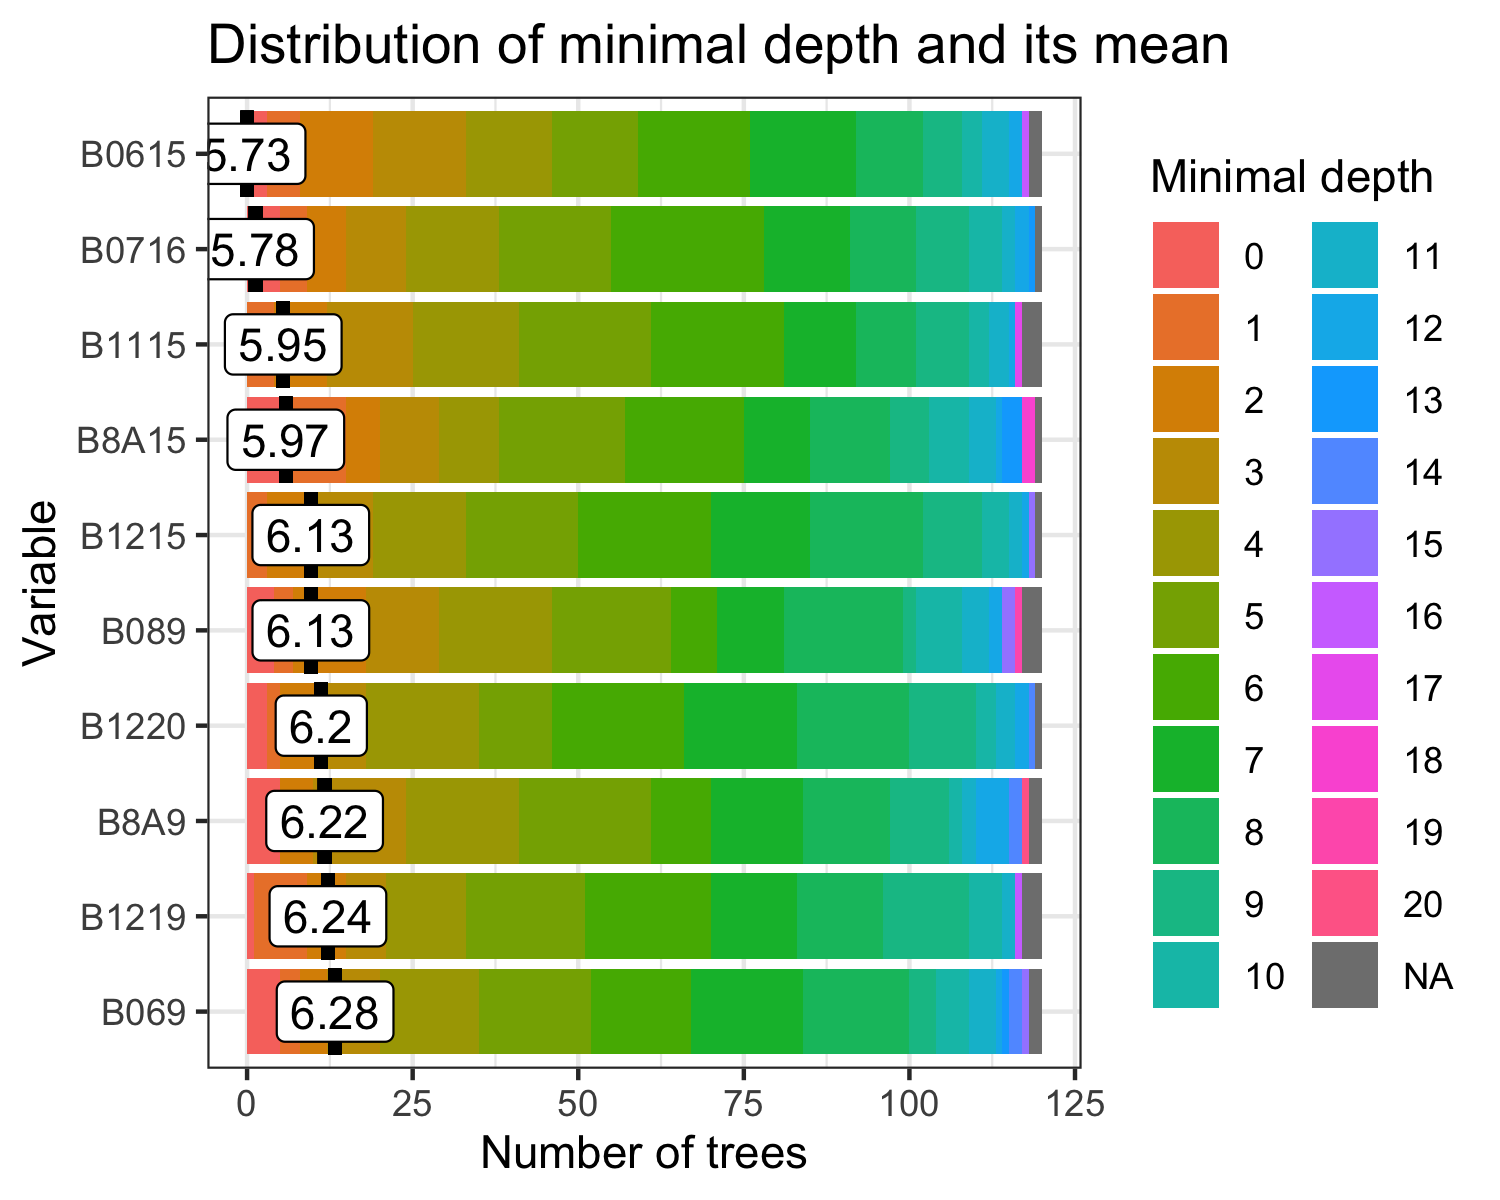 Distribution of minimal depth and its mean
Variable
B0615
5.73
B0716
5.78
B1115
5.95
B8A15
5.97
B1215
6.13
B089
6.13
B1220
6.2
B8A9
6.22
B1219
6.24
B069
6.28
0
25
50
75
100
125
Number of trees
Minimal depth
0
1
2
3
4
5
6
7
8
9
10
11
12
13
14
15
16
17
18
19
20
NA